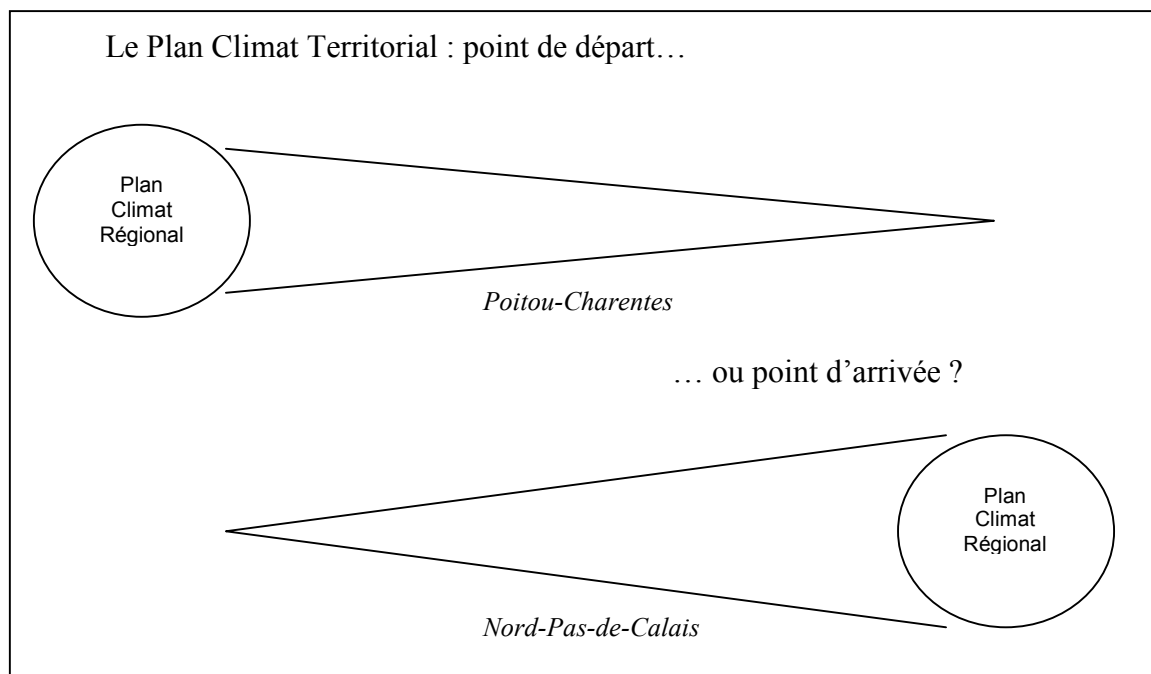 Le Plan Climat Territorial : point de départ…
Plan
Climat
Régional
Poitou-Charentes
… ou point d’arrivée ?
Plan
Climat
Régional
Nord-Pas-de-Calais